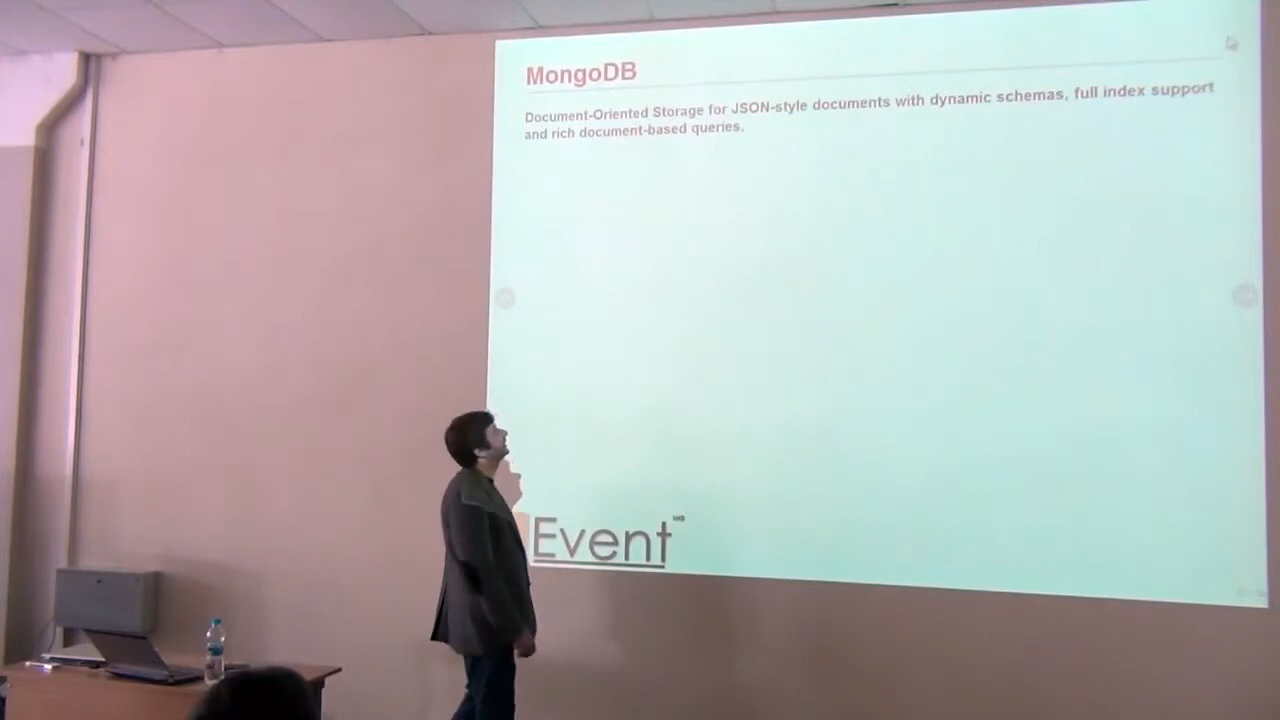 MongoDB
Document-Oriented Storage for JSON-style documents with dynamic schemas, full index support
and rich document-based queries.
Event ua